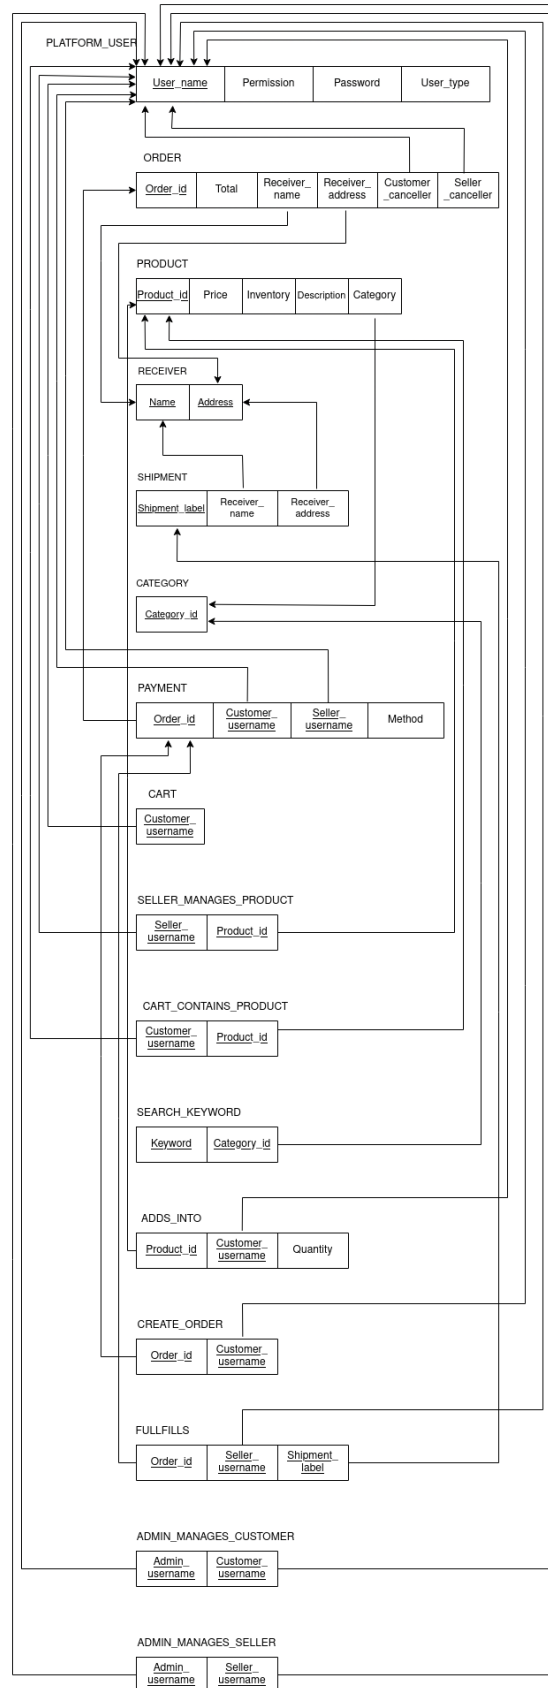 PLATFORM_USER
User_name Permission Password User_type
ORDER
Order_id Total Receiver_ name Receiver_ address Customer _canceller Seller _canceller
PRODUCT
Product_id Price Inventory Description Category
RECEIVER
Name Address
SHIPMENT
Shipment_label Receiver_ name Receiver_ address
CATEGORY
Category_id
PAYMENT
Order_id Customer_ username Seller_ username Method
CART
Customer_ username
SELLER_MANAGES_PRODUCT
Seller_ username Product_id
CART_CONTAINS_PRODUCT
Customer_ username Product_id
SEARCH_KEYWORD
Keyword Category_id
ADDS_INTO
Product_id Customer_ username Quantity
CREATE_ORDER
Order_id Customer_ username
FULLFILLS
Order_id Seller_ username Shipment_ label
ADMIN_MANAGES_CUSTOMER
Admin_ username Customer_ username
ADMIN_MANAGES_SELLER
Admin_ username Seller_ username